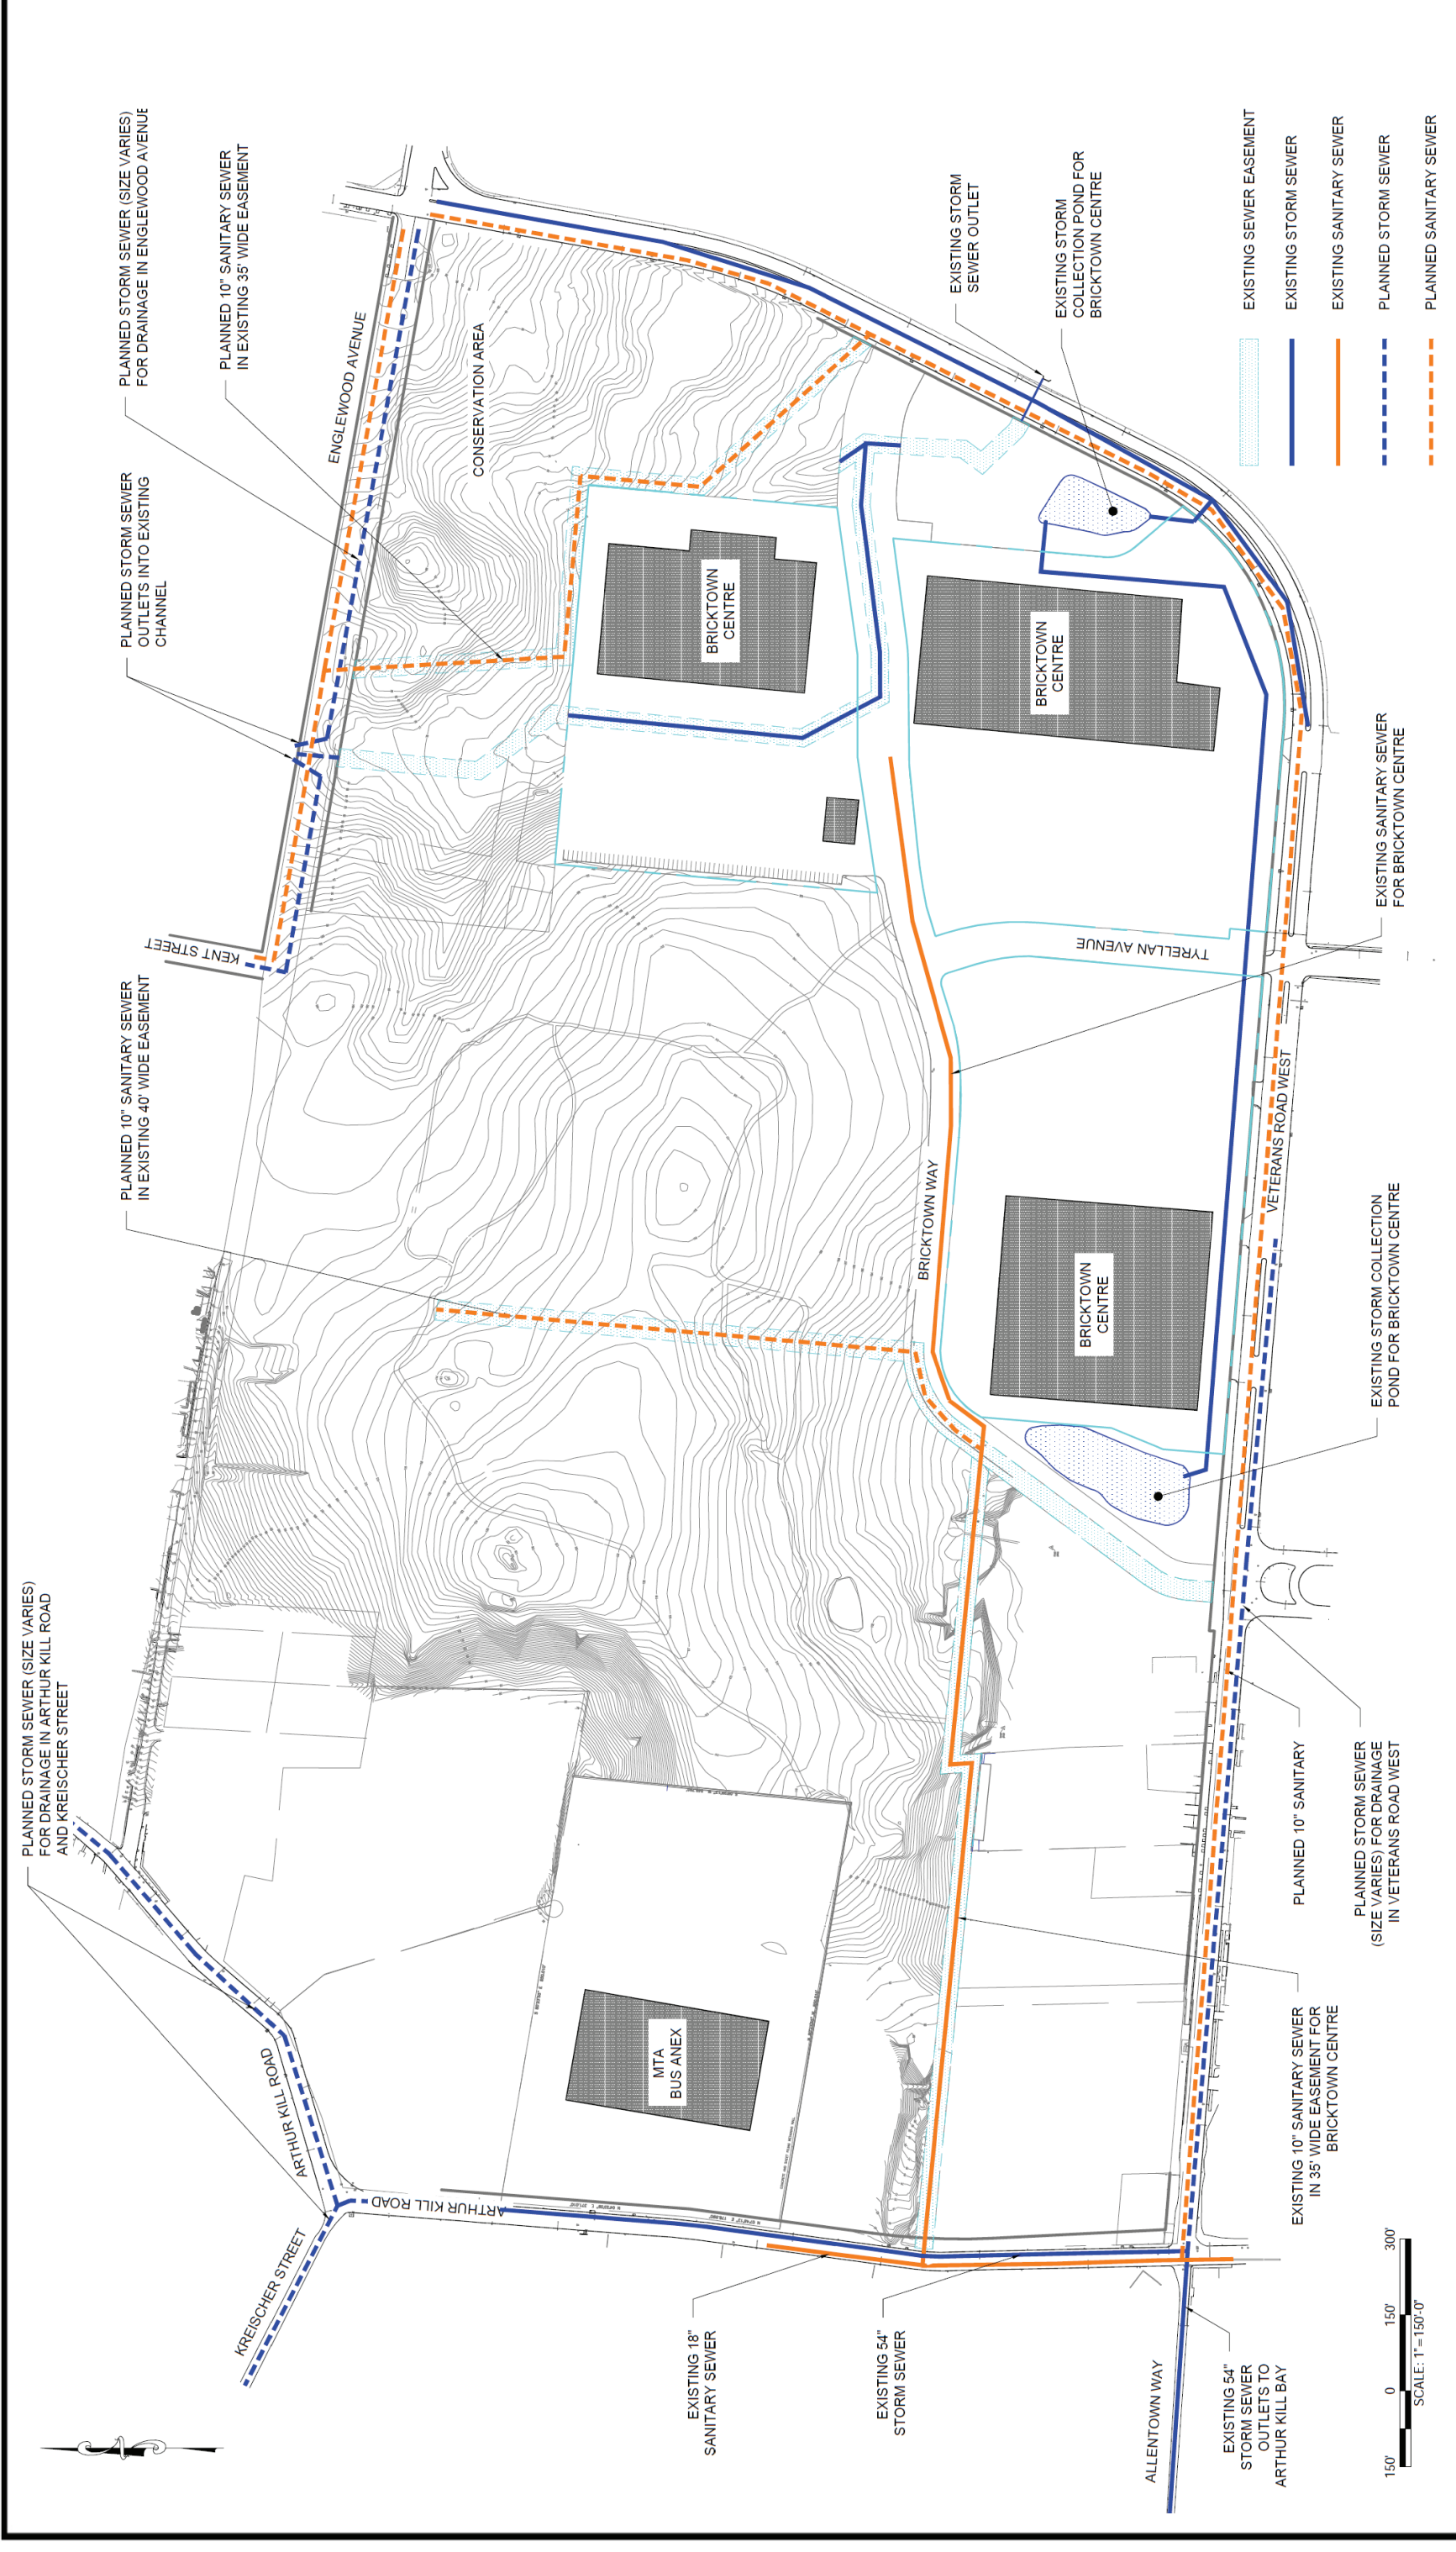 PLANNED STORM SEWER (SIZE VARIES)
FOR DRAINAGE IN ARTHUR KILL ROAD
AND KREISCHER STREET
PLANNED 10" SANITARY SEWER
IN EXISTING 40' WIDE EASEMENT
PLANNED STORM SEWER
OUTLETS INTO EXISTING
CHANNEL
PLANNED STORM SEWER (SIZE VARIES)
FOR DRAINAGE IN ENGLEWOOD AVENUE
PLANNED 10" SANITARY SEWER
IN EXISTING 35' WIDE EASEMENT
KREISCHER STREET
ARTHUR KILL ROAD
ARTHUR KILL ROAD
KENT STREET
ENGLEWOOD AVENUE
CONSERVATION AREA
MTA
BUS ANEX
BRICKTOWN
CENTRE
EXISTING 18"
SANITARY SEWER
EXISTING 54"
STORM SEWER
BRICKTOWN WAY
EXISTING STORM
SEWER OUTLET
BRICKTOWN
CENTRE
BRICKTOWN
CENTRE
TYRELLAN AVENUE
EXISTING STORM
COLLECTION POND FOR
BRICKTOWN CENTRE
ALLENTOWN WAY
VETERANS ROAD WEST
EXISTING 54"
STORM SEWER
OUTLETS TO
ARTHUR KILL BAY
EXISTING 10" SANITARY SEWER
IN 35' WIDE EASEMENT FOR
BRICKTOWN CENTRE
PLANNED 10" SANITARY
PLANNED STORM SEWER
(SIZE VARIES) FOR DRAINAGE
IN VETERANS ROAD WEST
EXISTING STORM COLLECTION
POND FOR BRICKTOWN CENTRE
EXISTING SANITARY SEWER
FOR BRICKTOWN CENTRE
EXISTING SEWER EASEMENT
EXISTING STORM SEWER
EXISTING SANITARY SEWER
PLANNED STORM SEWER
PLANNED SANITARY SEWER
150' 0 150' 300'
SCALE: 1"=150'-0"